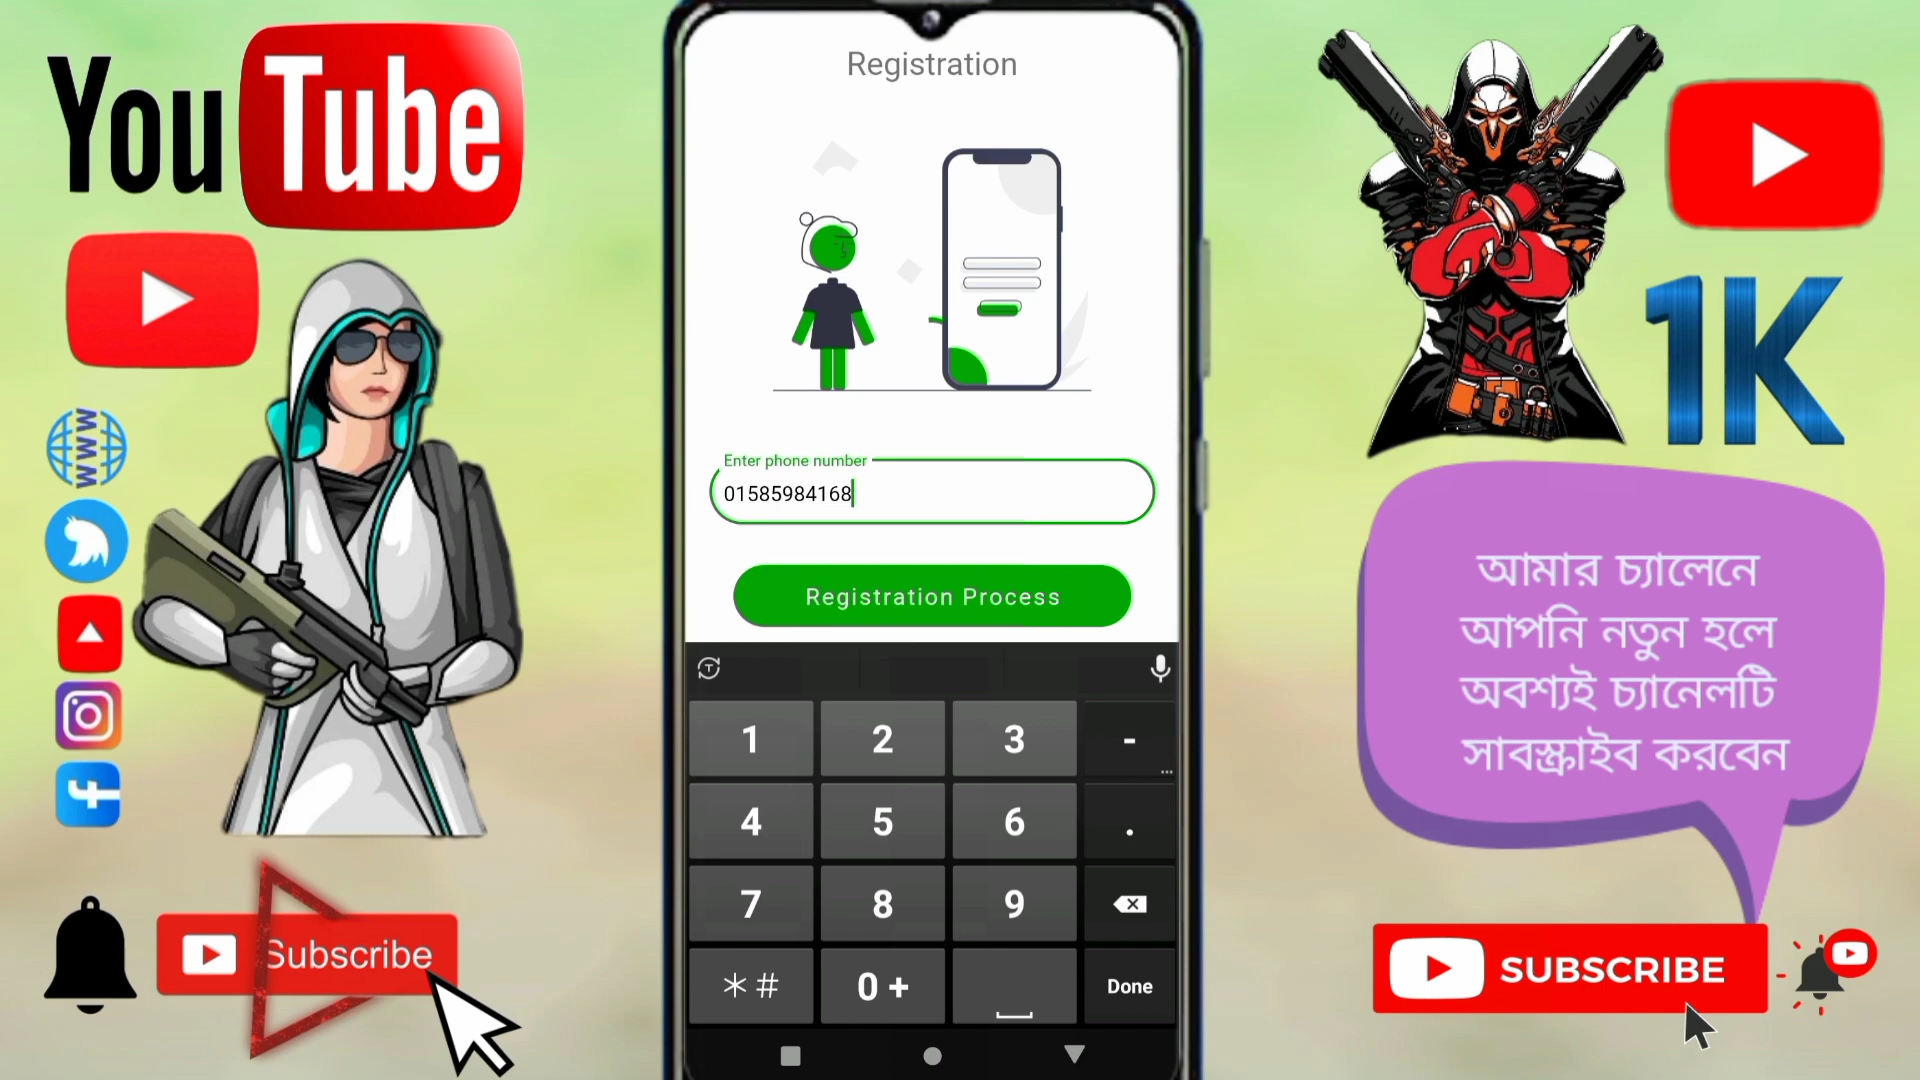 YouTube
WWW
Subscribe
Registration
Enter phone number
01585984168
Registration Process
T
1 2 3 -
...
4 5 6 .
7 8 9
*# 0 + Done
1K
আমার চ্যালেনে
আপনি নতুন হলে
অবশ্যই চ্যানেলটি
সাবস্ক্রাইব করবেন
SUBSCRIBE